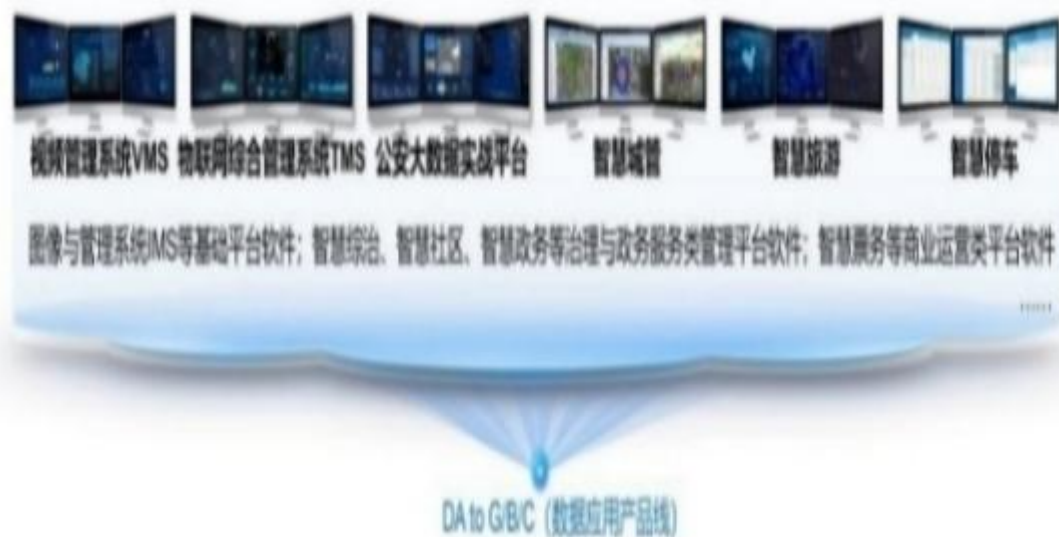 视频管理系统VMS 物联网综合管理系统TMS 公安大数据实战平台 智慧城管 智慧旅游 智慧停车
图像与管理系统IMS等基础平台软件；智慧综治、智慧社区、智慧政务等治理与政务服务类管理平台软件；智慧票务等商业运营类平台软件
......
DA to G/B/C（数据应用产品线）